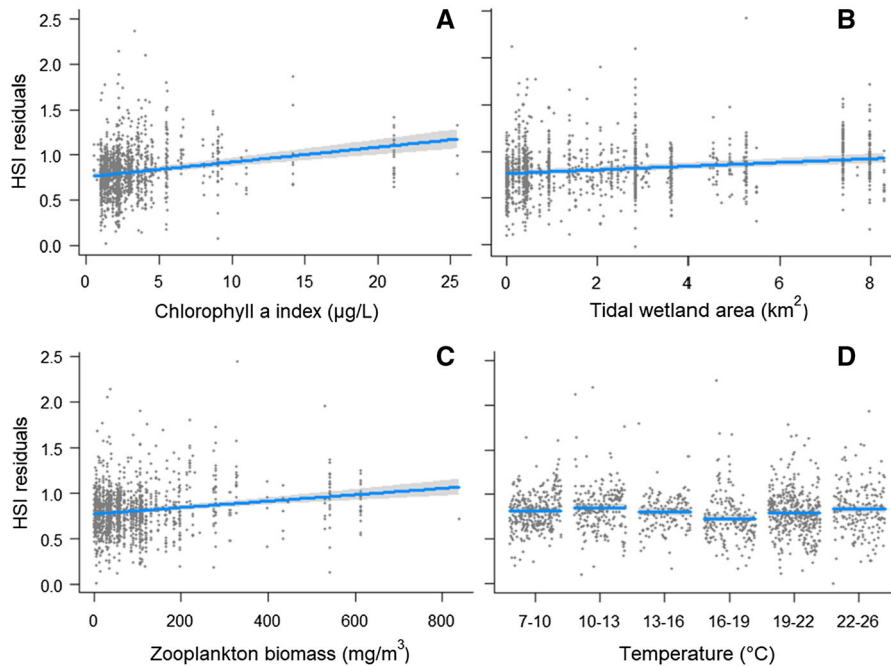 A
B
2.5
2.0
1.5
1.0
0.5
0.0
HSI residuals
0 5 10 15 20 25
0 2 4 6 8
Chlorophyll a index (µg/L)
Tidal wetland area (km²)
C
D
2.5
2.0
1.5
1.0
0.5
0.0
HSI residuals
0 200 400 600 800
7-10 10-13 13-16 16-19 19-22 22-26
Zooplankton biomass (mg/m³)
Temperature (°C)